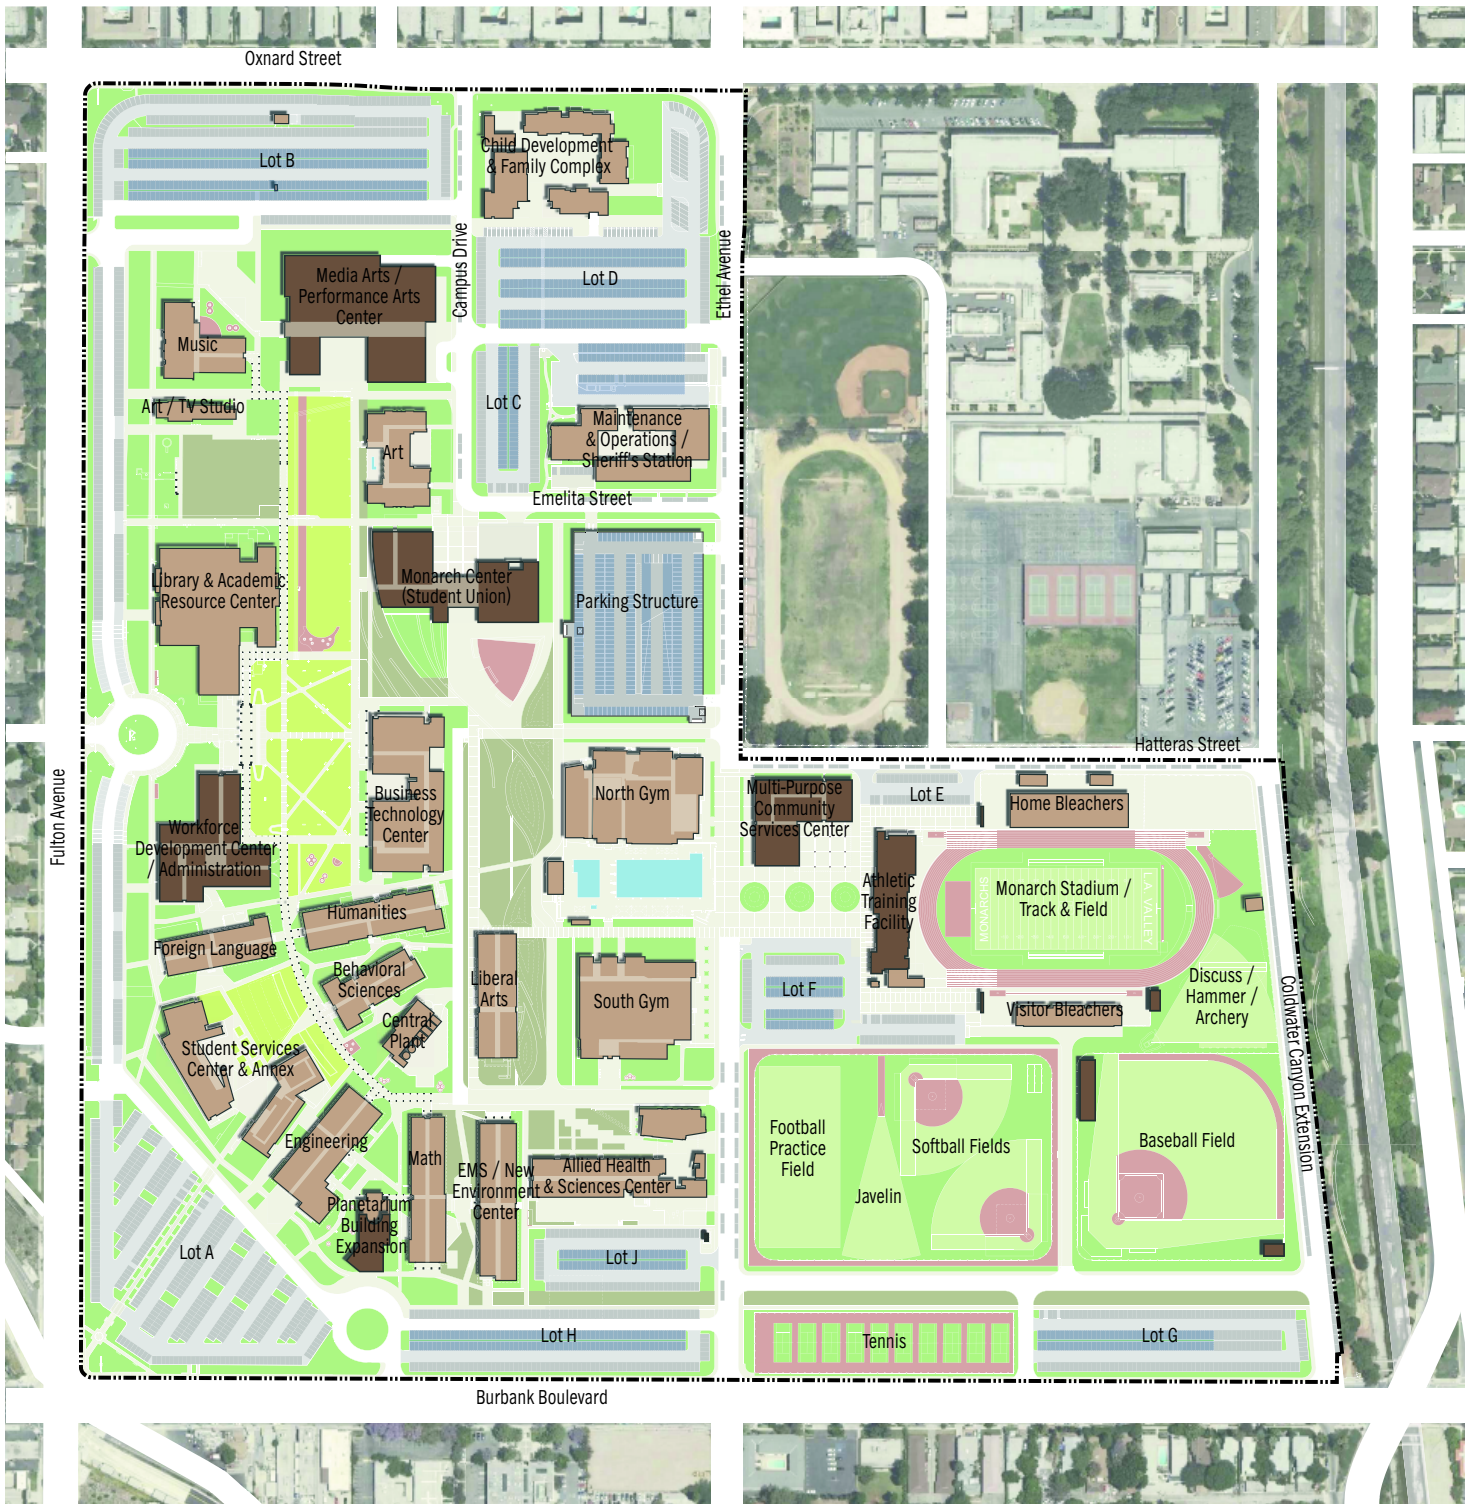 Oxnard Street
Lot B
Child Development
& Family Complex
Campus Drive
Ethel Avenue
Media Arts /
Performance Arts
Center
Lot D
Music
Art / TV Studio
Lot C
Art
Maintenance
& Operations /
Sheriff's Station
Emelita Street
Library & Academic
Resource Center
Monarch Center
(Student Union)
Parking Structure
Hatteras Street
Fulton Avenue
Workforce
Development Center
/ Administration
Business
Technology
Center
North Gym
Multi-Purpose
Community
Services Center
Lot E
Home Bleachers
Athletic
Training
Facility
MONARCHS
Monarch Stadium /
Track & Field
A VALLEY
Humanities
Foreign Language
Behavioral
Sciences
Liberal
Arts
South Gym
Lot F
Visitor Bleachers
Discuss /
Hammer /
Archery
Coldwater Canyon Extension
Central
Plant
Student Services
Center & Annex
Engineering
Math
EMS / New
Environment
Center
Allied Health
& Sciences Center
Football
Practice
Field
Javelin
Softball Fields
Baseball Field
Planetarium
Building
Expansion
Lot A
Lot J
Lot H
Tennis
Lot G
Burbank Boulevard